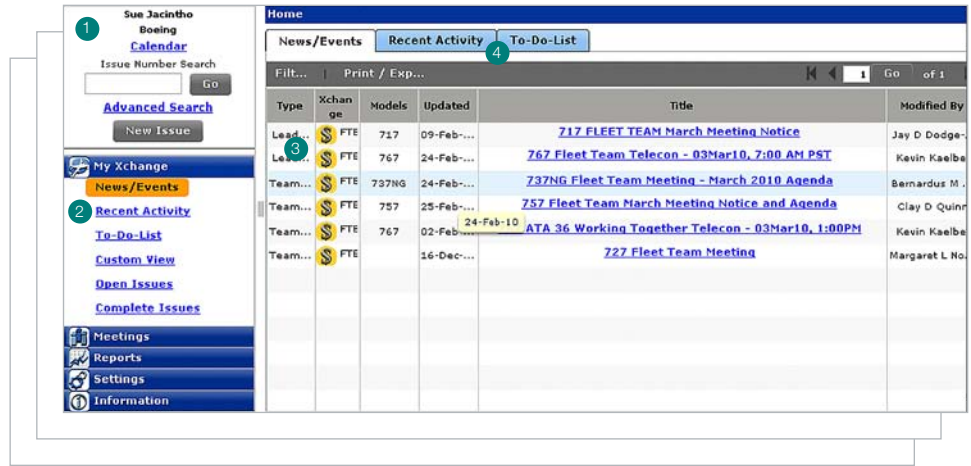 Sue Jacintho
Boeing
1
Calendar
Issue Number Search
Go
Advanced Search
New Issue
My Xchange
News/Events
2 Recent Activity
To-Do-List
Custom View
Open Issues
Complete Issues
Meetings
Reports
Settings
Information
Home
News/Events Recent Activity To-Do-List
4
Filt... | Print / Exp... 1 Go of 1
Type Xchan ge Models Updated Title Modified By
Lead... FTE 717 09-Feb-... 717 FLEET TEAM March Meeting Notice Jay D Dodge-
3
Lead... FTE 767 24-Feb-... 767 Fleet Team Telecon - 03Mar10, 7:00 AM PST Kevin Kaelbe
Team... FTE 737NG 24-Feb-... 737NG Fleet Team Meeting - March 2010 Agenda Bernardus M .
Team... FTE 757 25-Feb-... 757 Fleet Team March Meeting Notice and Agenda Clay D Quinr
24-Feb-10
Team... FTE 767 02-Feb ATA 36 Working Together Telecon - 03Mar10, 1:00PM Kevin Kaelbe
Team... FTE 16-Dec-... 727 Fleet Team Meeting Margaret L No.